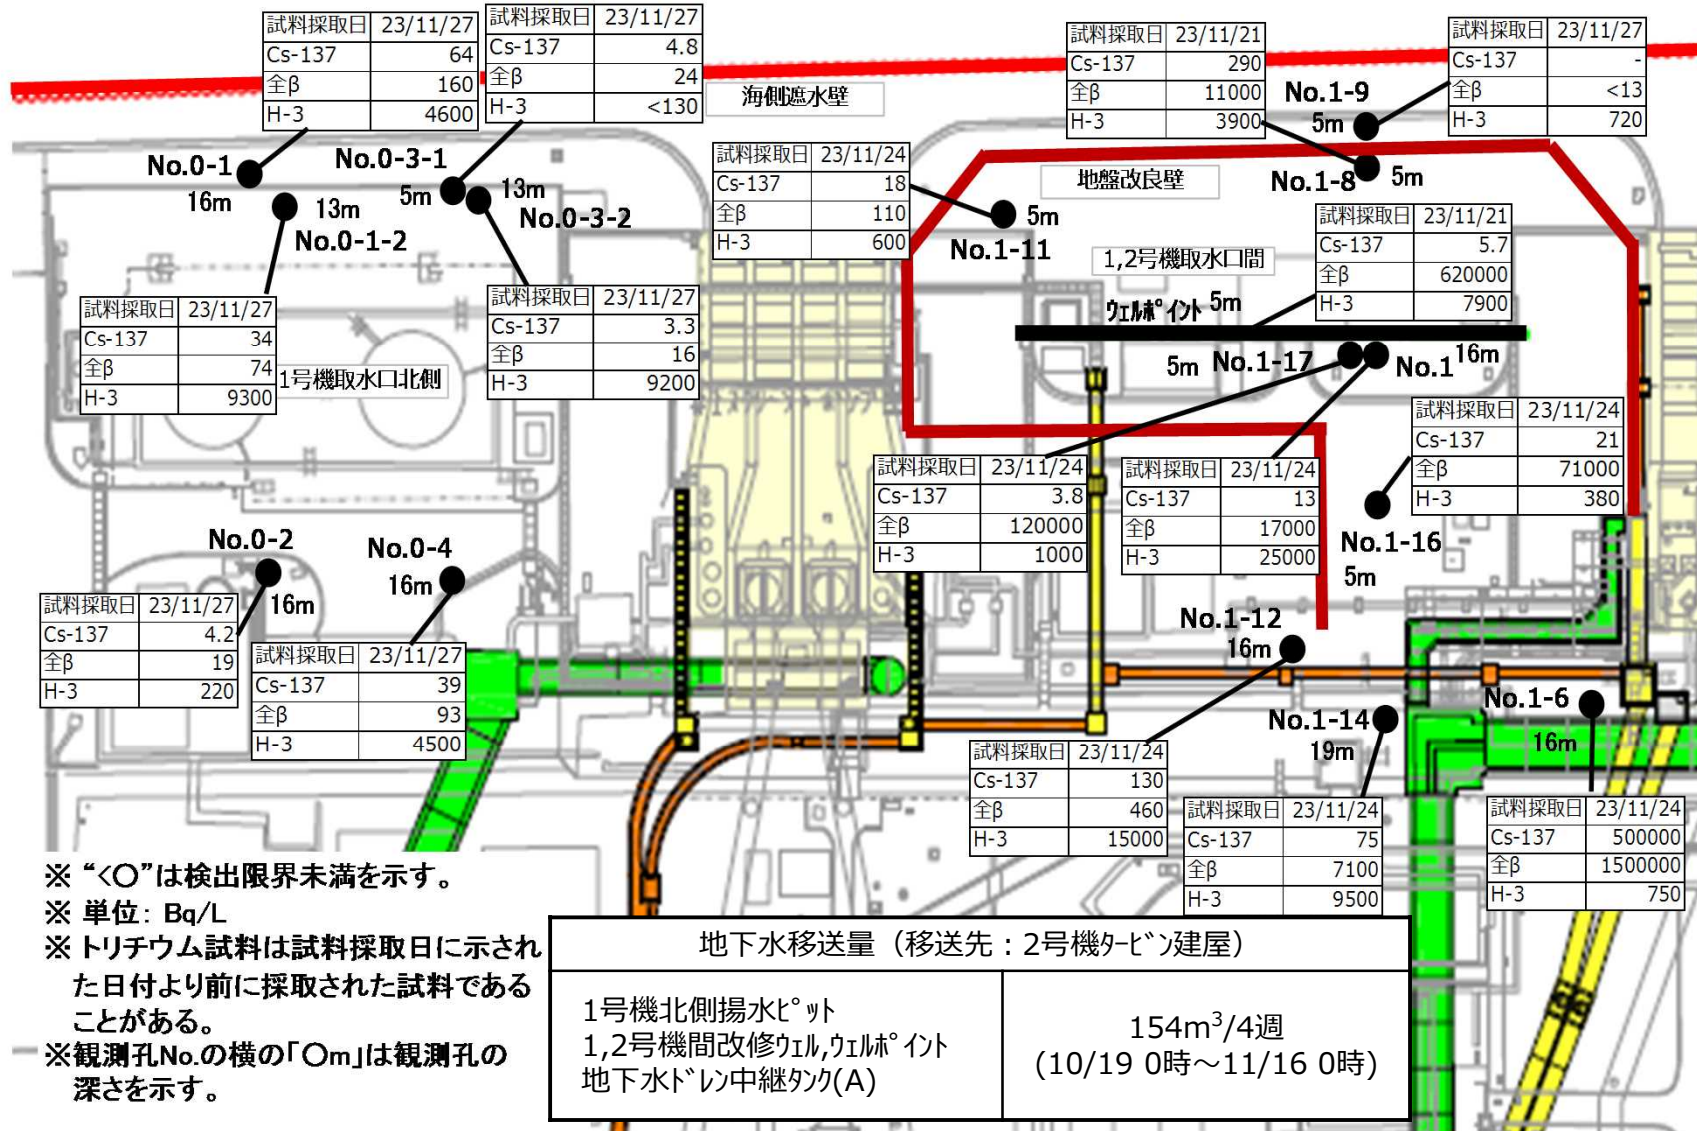 試料採取日 23/11/27
Cs-137 64
全β 160
H-3 4600
試料採取日 23/11/27
Cs-137 4.8
全β 24
H-3 <130
海側遮水壁
試料採取日 23/11/21
Cs-137 290
全β 11000
H-3 3900
No.1-9
5m
試料採取日 23/11/27
Cs-137 -
全β <13
H-3 720
No.0-1
16m
No.0-3-1
5m
13m
No.0-3-2
13m
No.0-1-2
試料採取日 23/11/24
Cs-137 18
全β 110
H-3 600
5m
No.1-11
地盤改良壁
No.1-8 5m
1,2号機取水口間
試料採取日 23/11/21
Cs-137 5.7
全β 620000
H-3 7900
ｳｪﾙﾎﾟｲﾝﾄ 5m
試料採取日 23/11/27
Cs-137 34
全β 74
H-3 9300
1号機取水口北側
試料採取日 23/11/27
Cs-137 3.3
全β 16
H-3 9200
5m No.1-17
No.1 16m
試料採取日 23/11/24
Cs-137 21
全β 71000
H-3 380
試料採取日 23/11/24
Cs-137 3.8
全β 120000
H-3 1000
試料採取日 23/11/24
Cs-137 13
全β 17000
H-3 25000
No.1-16
5m
No.0-2
16m
No.0-4
16m
試料採取日 23/11/27
Cs-137 4.2
全β 19
H-3 220
試料採取日 23/11/27
Cs-137 39
全β 93
H-3 4500
No.1-12
16m
No.1-14
19m
No.1-6
16m
試料採取日 23/11/24
Cs-137 130
全β 460
H-3 15000
試料採取日 23/11/24
Cs-137 75
全β 7100
H-3 9500
試料採取日 23/11/24
Cs-137 500000
全β 1500000
H-3 750
※ “<○”は検出限界未満を示す。
※ 単位: Bq/L
※ トリチウム試料は試料採取日に示され
た日付より前に採取された試料である
ことがある。
※観測孔No.の横の「○m」は観測孔の
深さを示す。
地下水移送量（移送先：2号機ﾀｰﾋﾞﾝ建屋）
1号機北側揚水ﾋﾟｯﾄ
1,2号機間改修ｳｪﾙ,ｳｪﾙﾎﾟｲﾝﾄ
地下水ﾄﾞﾚﾝ中継ﾀﾝｸ(A)
154m³/4週
(10/19 0時～11/16 0時)